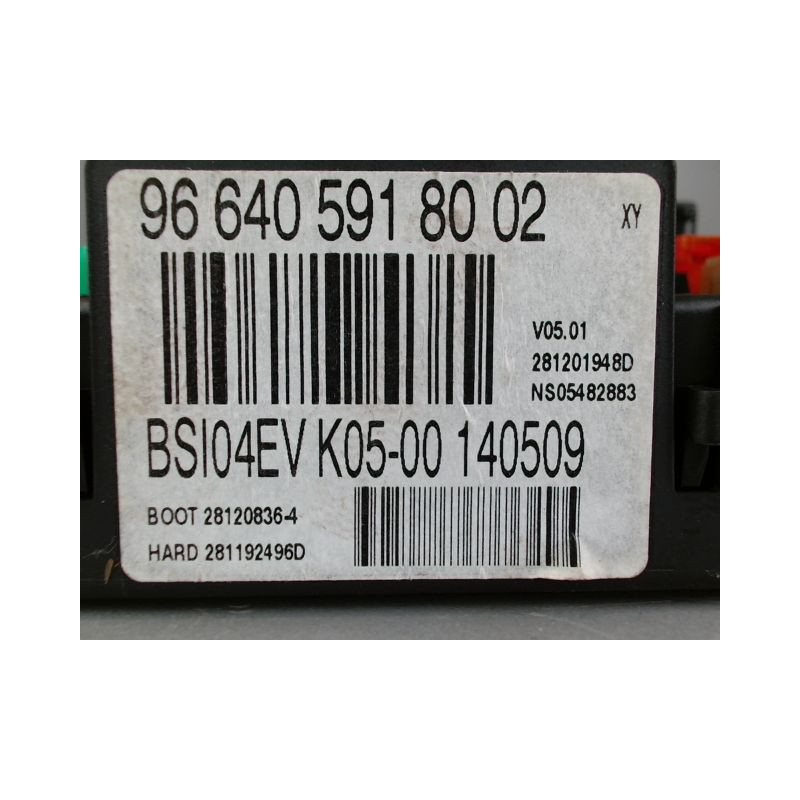 96 640 591 80 02
XY
V05.01
281201948D
NS05482883
BSI04EV K05-00 140509
BOOT 28120836-4
HARD 281192496D